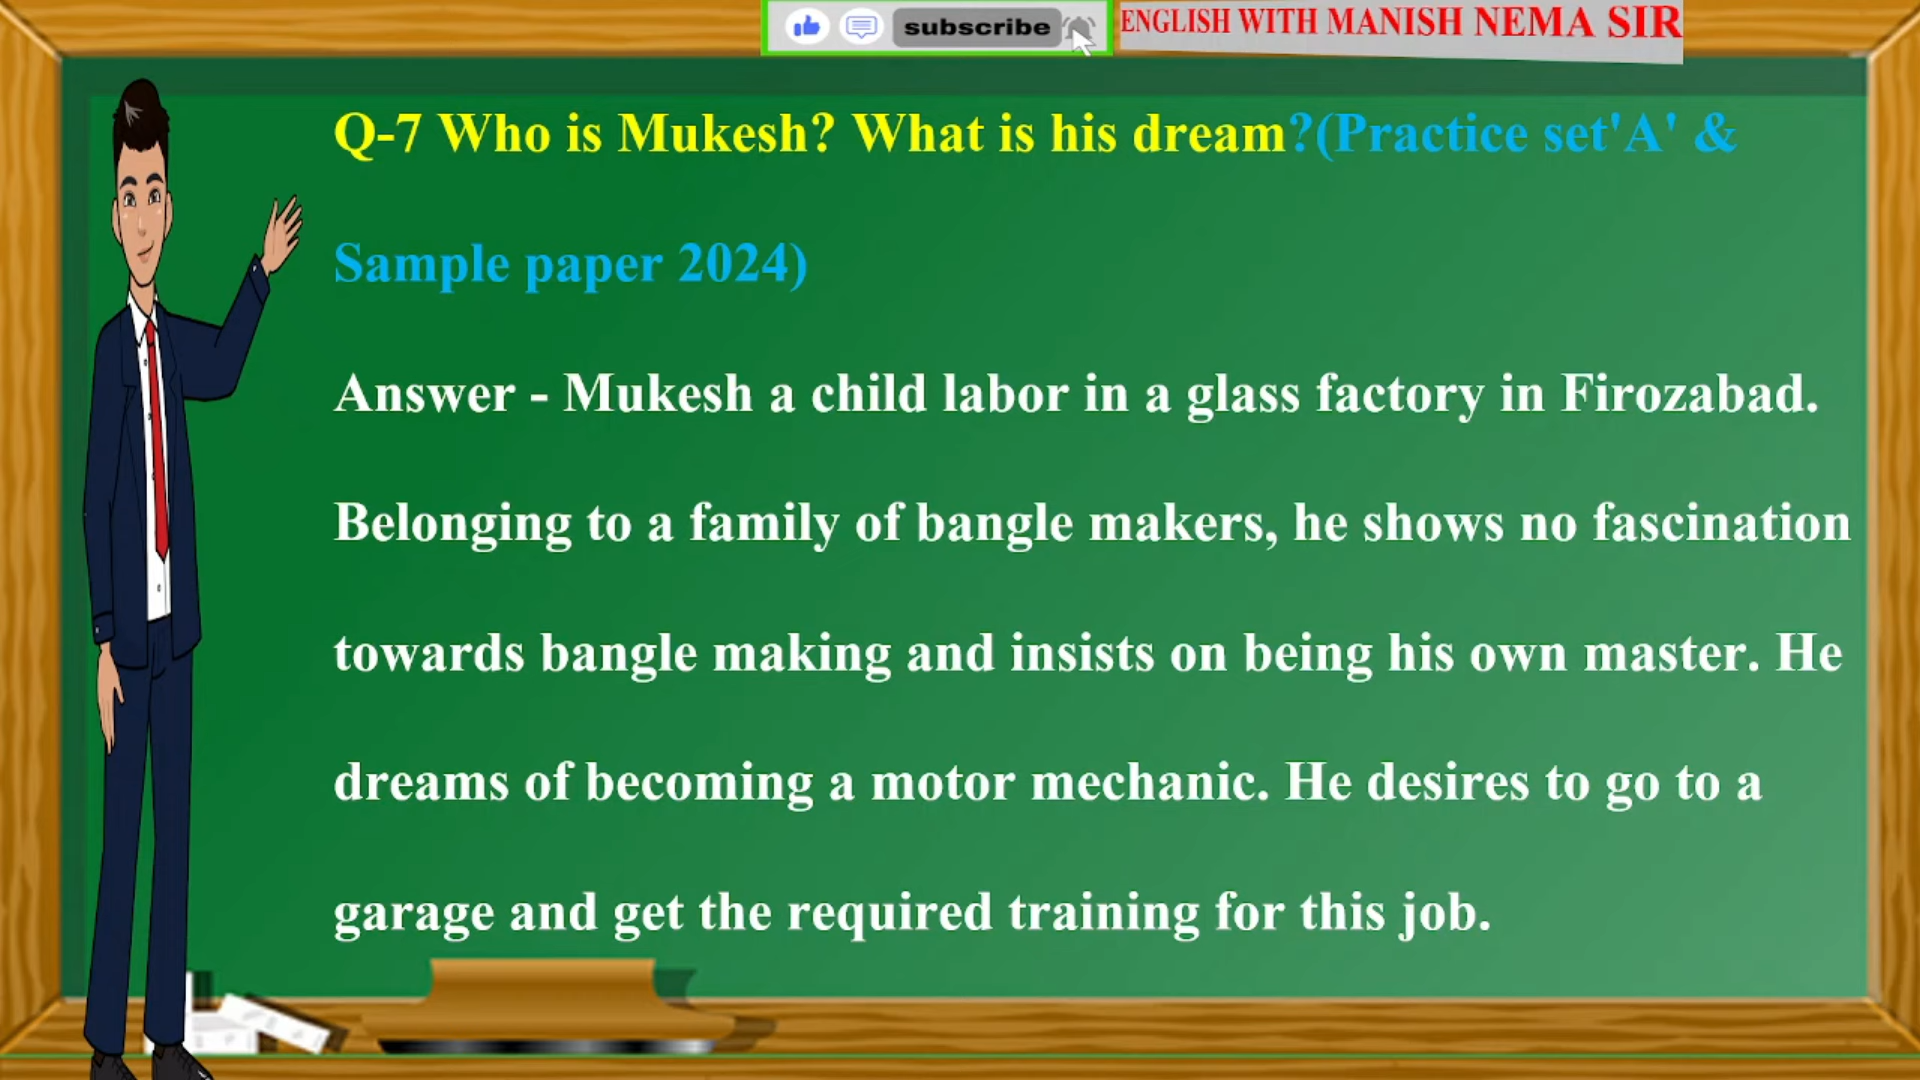 subscribe
ENGLISH WITH MANISH NEMA SIR
Q-7 Who is Mukesh? What is his dream?(Practice set'A' &
Sample paper 2024)
Answer - Mukesh a child labor in a glass factory in Firozabad.
Belonging to a family of bangle makers, he shows no fascination
towards bangle making and insists on being his own master. He
dreams of becoming a motor mechanic. He desires to go to a
garage and get the required training for this job.